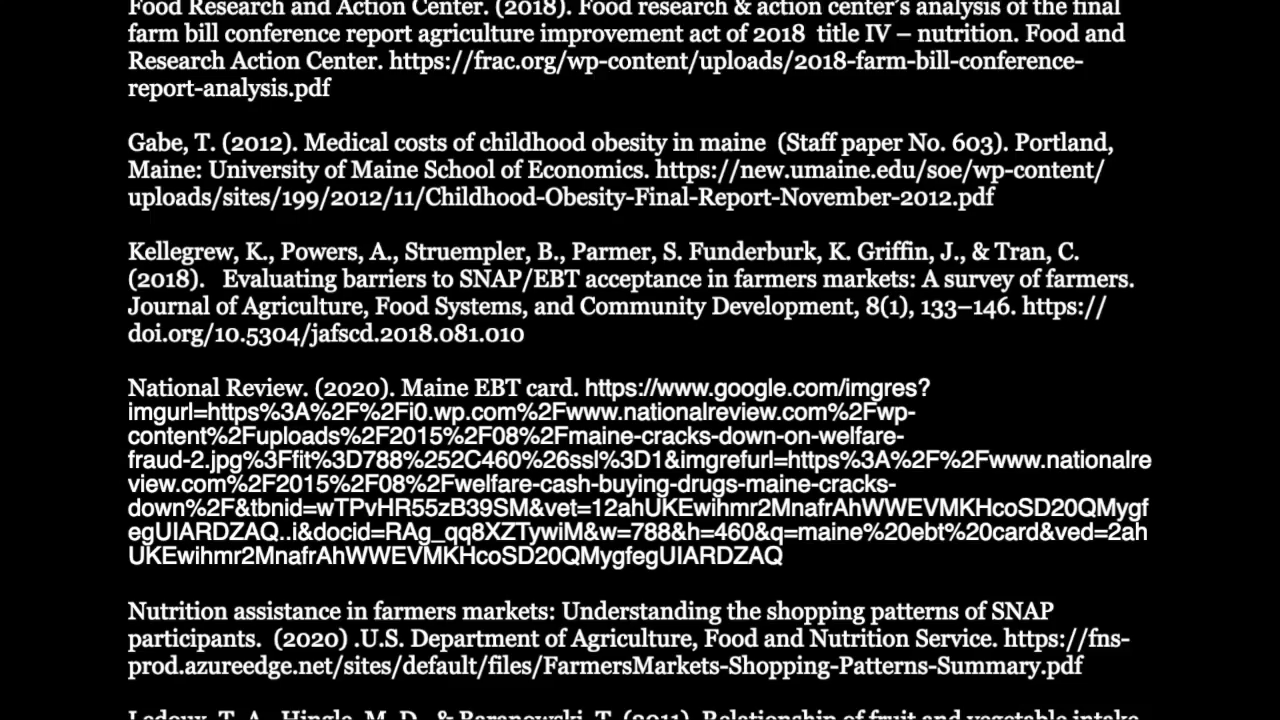 Food Research and Action Center. (2018). Food research & action center's analysis of the final
farm bill conference report agriculture improvement act of 2018  title IV – nutrition. Food and
Research Action Center. https://frac.org/wp-content/uploads/2018-farm-bill-conference-
report-analysis.pdf

Gabe, T. (2012). Medical costs of childhood obesity in maine  (Staff paper No. 603). Portland,
Maine: University of Maine School of Economics. https://new.umaine.edu/soe/wp-content/
uploads/sites/199/2012/11/Childhood-Obesity-Final-Report-November-2012.pdf

Kellegrew, K., Powers, A., Struempler, B., Parmer, S. Funderburk, K. Griffin, J., & Tran, C.
(2018).   Evaluating barriers to SNAP/EBT acceptance in farmers markets: A survey of farmers.
Journal of Agriculture, Food Systems, and Community Development, 8(1), 133–146. https://
doi.org/10.5304/jafscd.2018.081.010

National Review. (2020). Maine EBT card. https://www.google.com/imgres?
imgurl=https%3A%2F%2Fi0.wp.com%2Fwww.nationalreview.com%2Fwp-
content%2Fuploads%2F2015%2F08%2Fmaine-cracks-down-on-welfare-
fraud-2.jpg%3Ffit%3D788%252C460%26ssl%3D1&imgrefurl=https%3A%2F%2Fwww.nationalre
view.com%2F2015%2F08%2Fwelfare-cash-buying-drugs-maine-cracks-
down%2F&tbnid=wTPvHR55zB39SM&vet=12ahUKEwihmr2MnafrAhWWEVMKHcoSD20QMygf
egUIARDZAQ..i&docid=RAg_qq8XZTywiM&w=788&h=460&q=maine%20ebt%20card&ved=2ah
UKEwihmr2MnafrAhWWEVMKHcoSD20QMygfegUIARDZAQ

Nutrition assistance in farmers markets: Understanding the shopping patterns of SNAP
participants.  (2020) .U.S. Department of Agriculture, Food and Nutrition Service. https://fns-
prod.azureedge.net/sites/default/files/FarmersMarkets-Shopping-Patterns-Summary.pdf

Ledoux, T. A., Hingle, M. D., & Baranowski, T. (2011). Relationship of fruit and vegetable intake